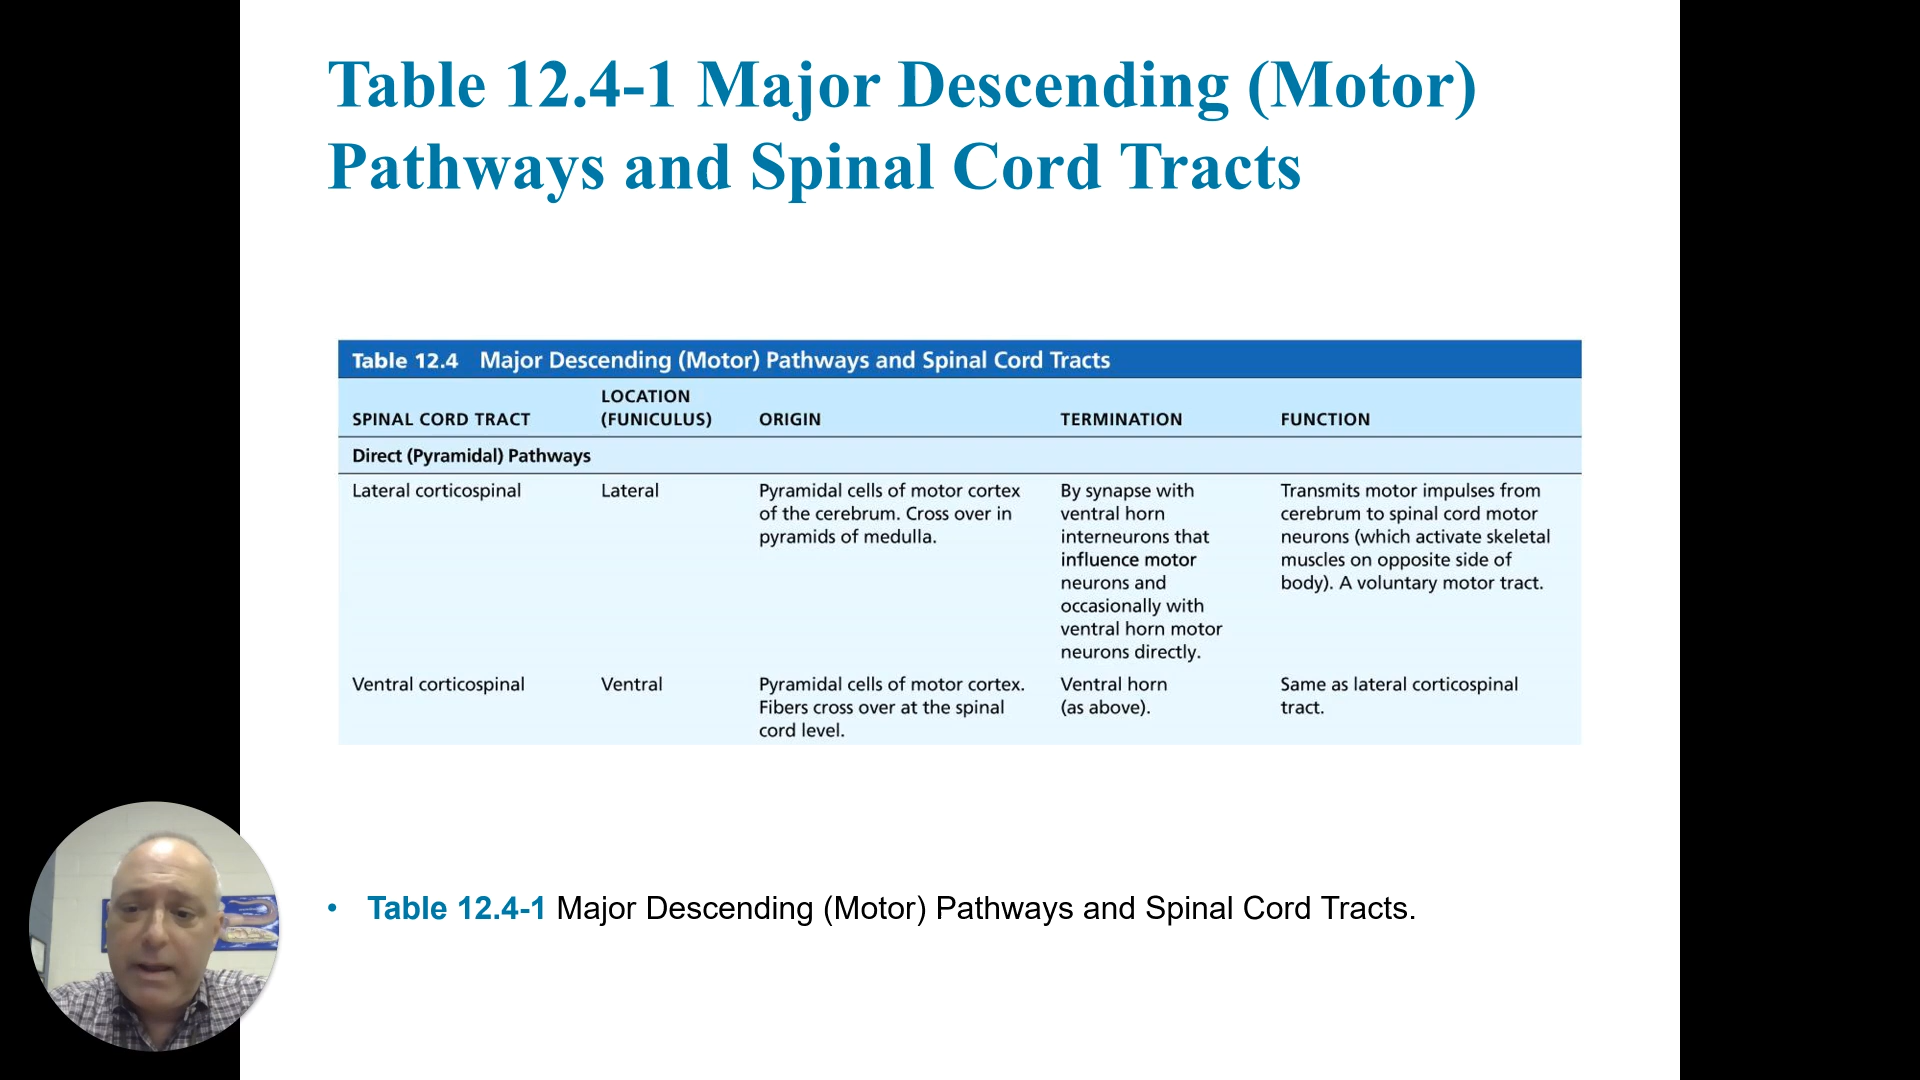 Table 12.4-1 Major Descending (Motor)
Pathways and Spinal Cord Tracts
Table 12.4 Major Descending (Motor) Pathways and Spinal Cord Tracts
SPINAL CORD TRACT
LOCATION
(FUNICULUS)
ORIGIN
TERMINATION
FUNCTION
Direct (Pyramidal) Pathways
Lateral corticospinal
Lateral
Pyramidal cells of motor cortex
of the cerebrum. Cross over in
pyramids of medulla.
By synapse with
ventral horn
interneurons that
influence motor
neurons and
occasionally with
ventral horn motor
neurons directly.
Transmits motor impulses from
cerebrum to spinal cord motor
neurons (which activate skeletal
muscles on opposite side of
body). A voluntary motor tract.
Ventral corticospinal
Ventral
Pyramidal cells of motor cortex.
Fibers cross over at the spinal
cord level.
Ventral horn
(as above).
Same as lateral corticospinal
tract.
• Table 12.4-1 Major Descending (Motor) Pathways and Spinal Cord Tracts.